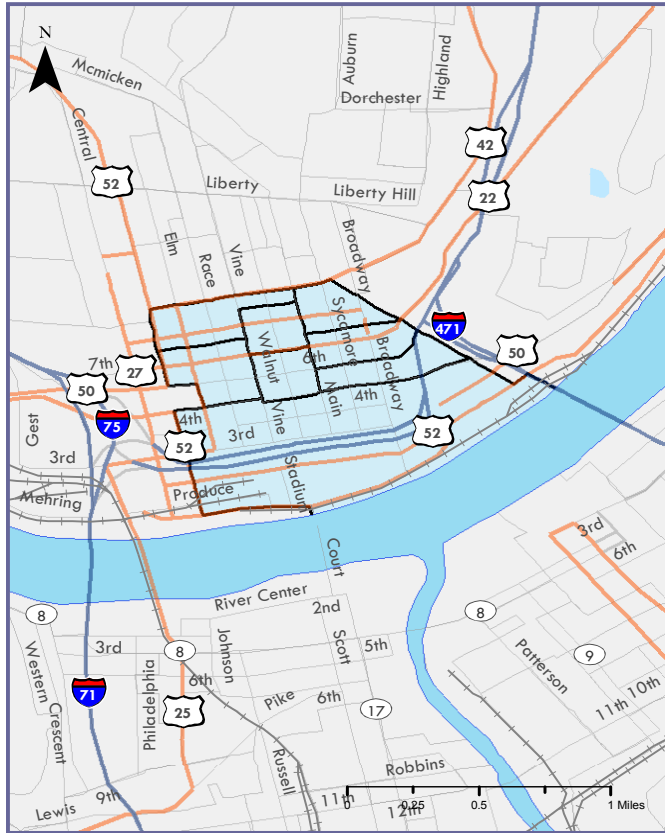 N
Mcmicken
Auburn
Highland
Dorchester
Central
42
52
22
Liberty
Liberty Hill
Elm
Race
Vine
Broadway
Sycamore
471
7th
27
Walnut
6th
Broadway
50
50
Main
4th
Vine
4th
75
52
3rd
52
Gest
3rd
Mehring
Produce
Stadium
3rd
6th
Court
River Center
2nd
8
8
3rd
8
Johnson
Scott
5th
9
Patterson
Western Crescent
Philadelphia
6th
71
25
Pike
6th
17
11th
10th
Russell
Robbins
Lewis
9th
11th
12th
0
0.25
0.5
1 Miles